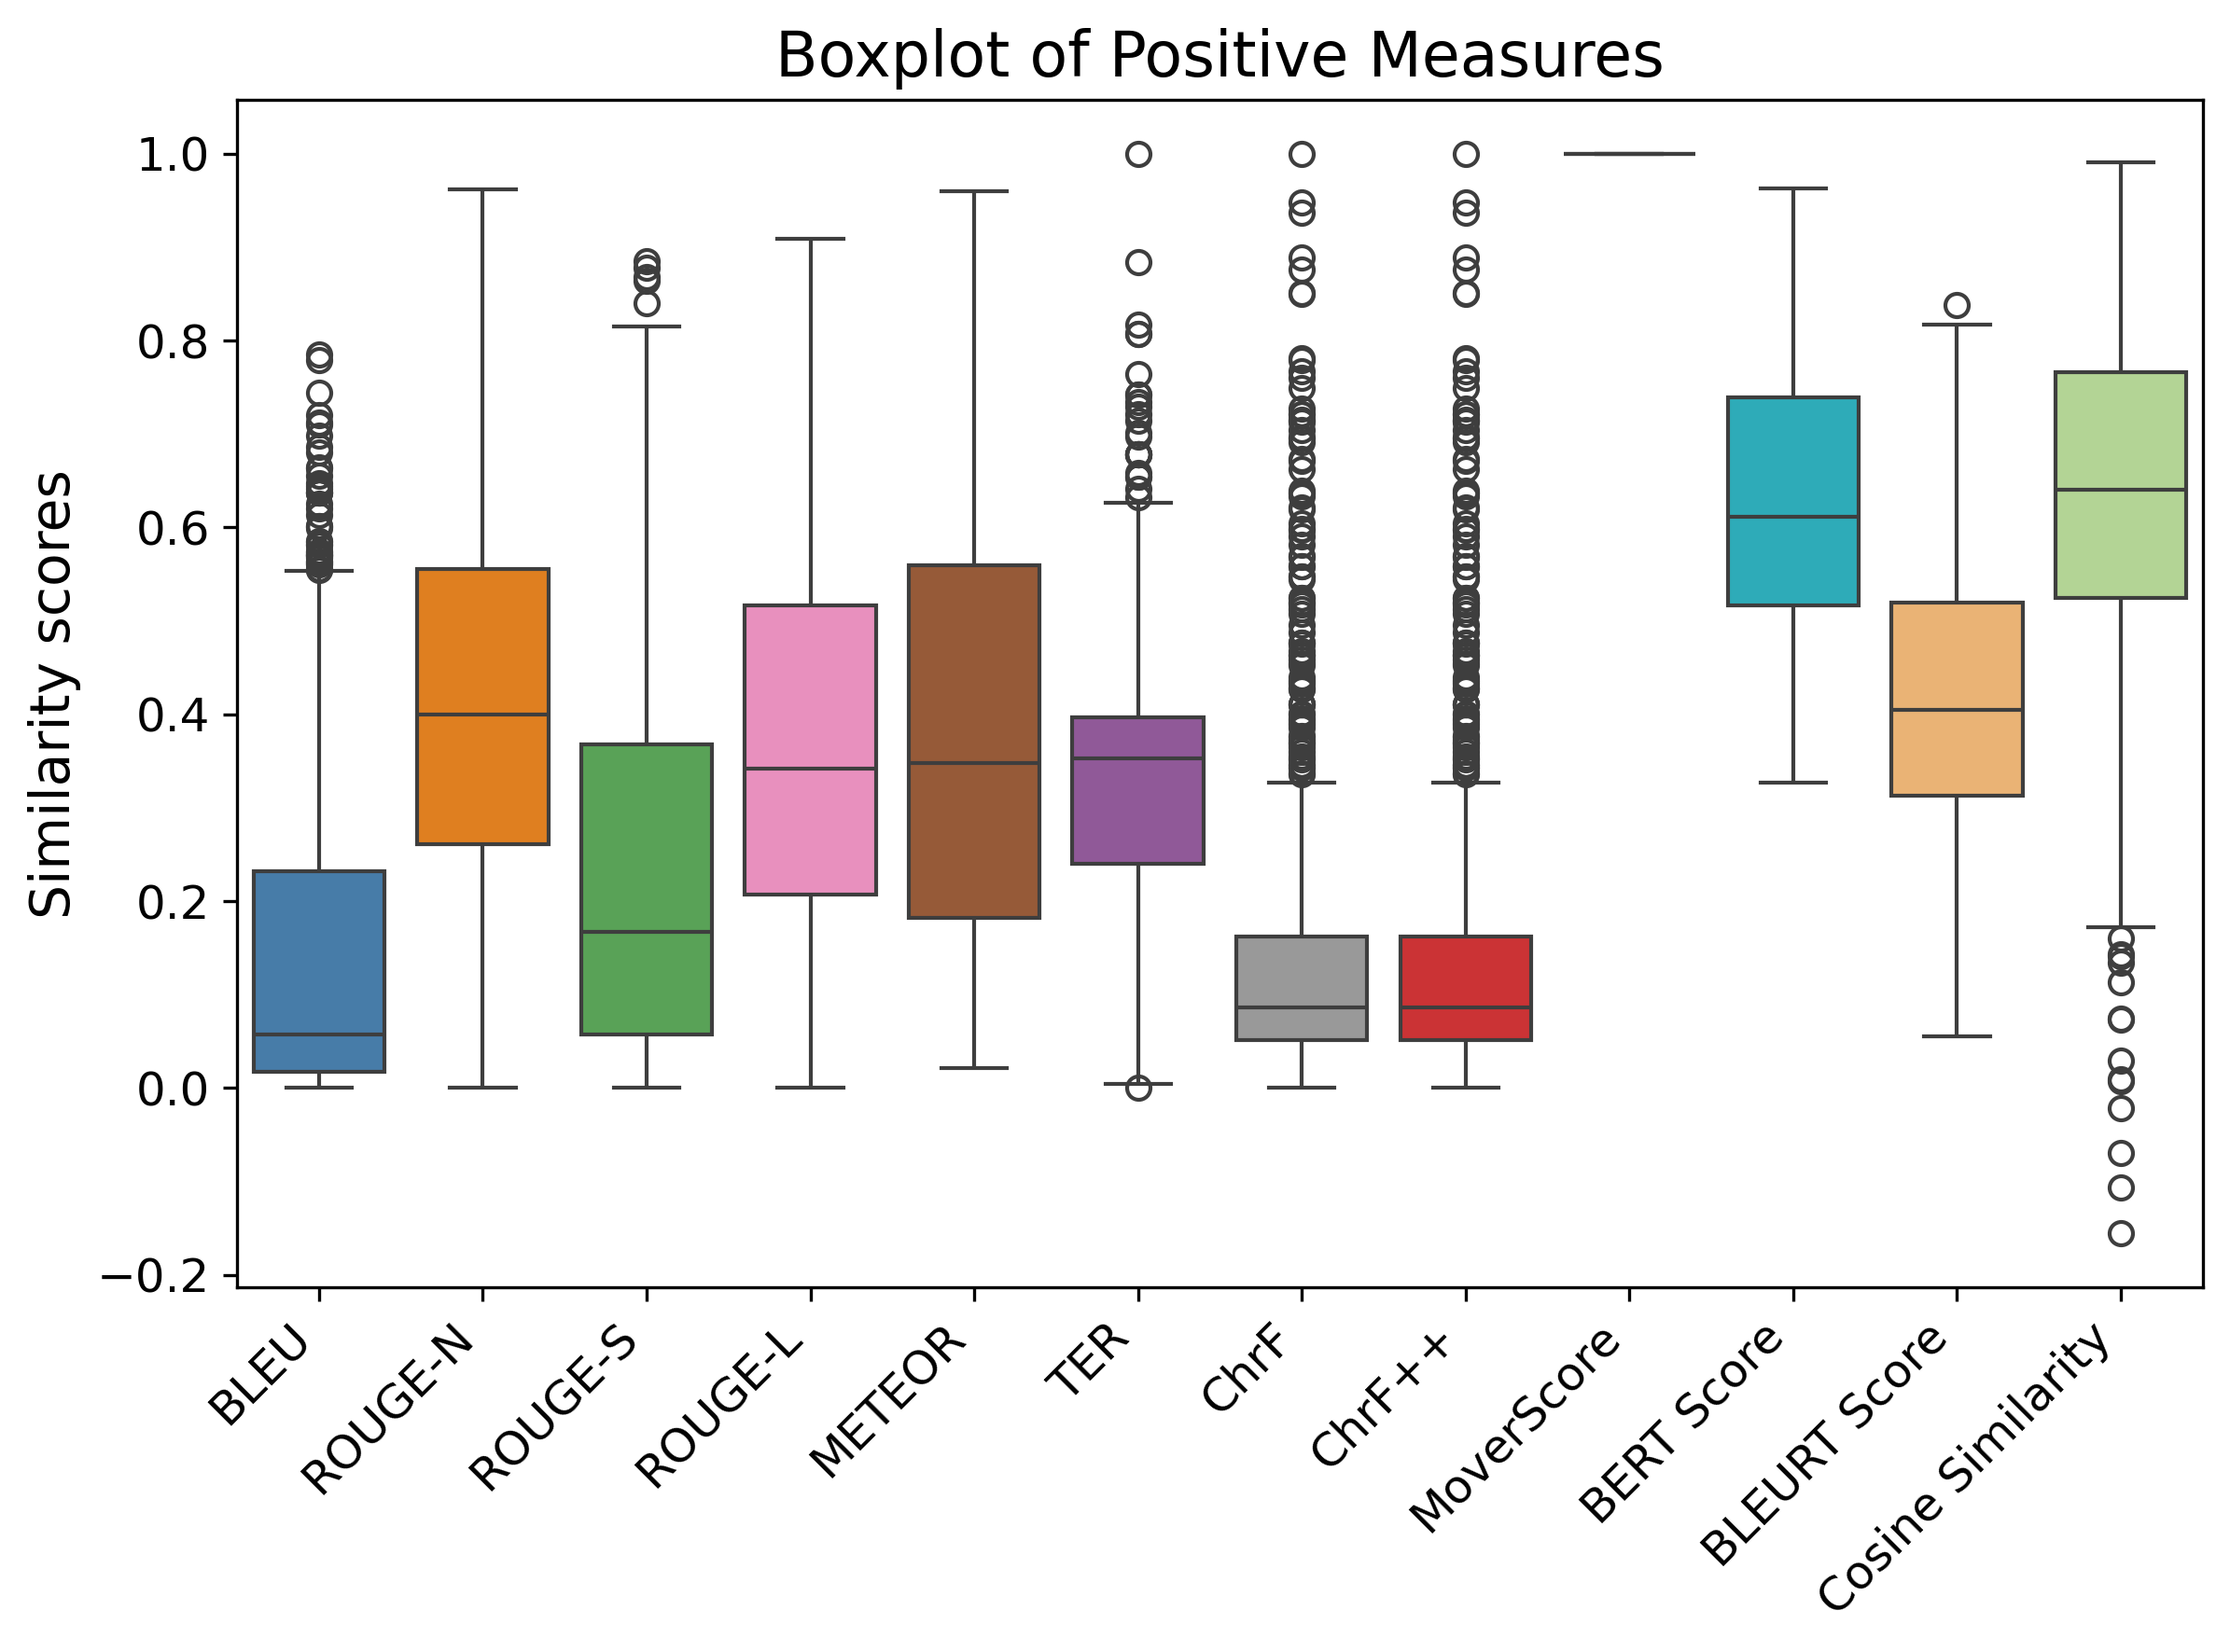 Boxplot of Positive Measures
Similarity scores
1.0
0.8
0.6
0.4
0.2
0.0
−0.2
BLEU
ROUGE-N
ROUGE-S
ROUGE-L
METEOR
TER
ChrF
ChrF++
MoverScore
BERT Score
BLEURT Score
Cosine Similarity